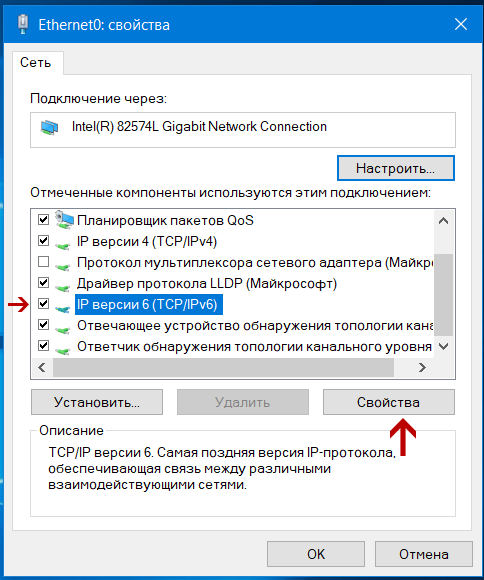 Ethernet0: свойства
Сеть
Подключение через:
Intel(R) 82574L Gigabit Network Connection
Настроить...
Отмеченные компоненты используются этим подключением:
Планировщик пакетов QoS
IP версии 4 (TCP/IPv4)
Протокол мультиплексора сетевого адаптера (Майкро
Драйвер протокола LLDP (Майкрософт)
IP версии 6 (TCP/IPv6)
Отвечающее устройство обнаружения топологии кана
Ответчик обнаружения топологии канального уровня
Установить...
Удалить
Свойства
Описание
TCP/IP версии 6. Самая поздняя версия IP-протокола,
обеспечивающая связь между различными
взаимодействующими сетями.
OK
Отмена